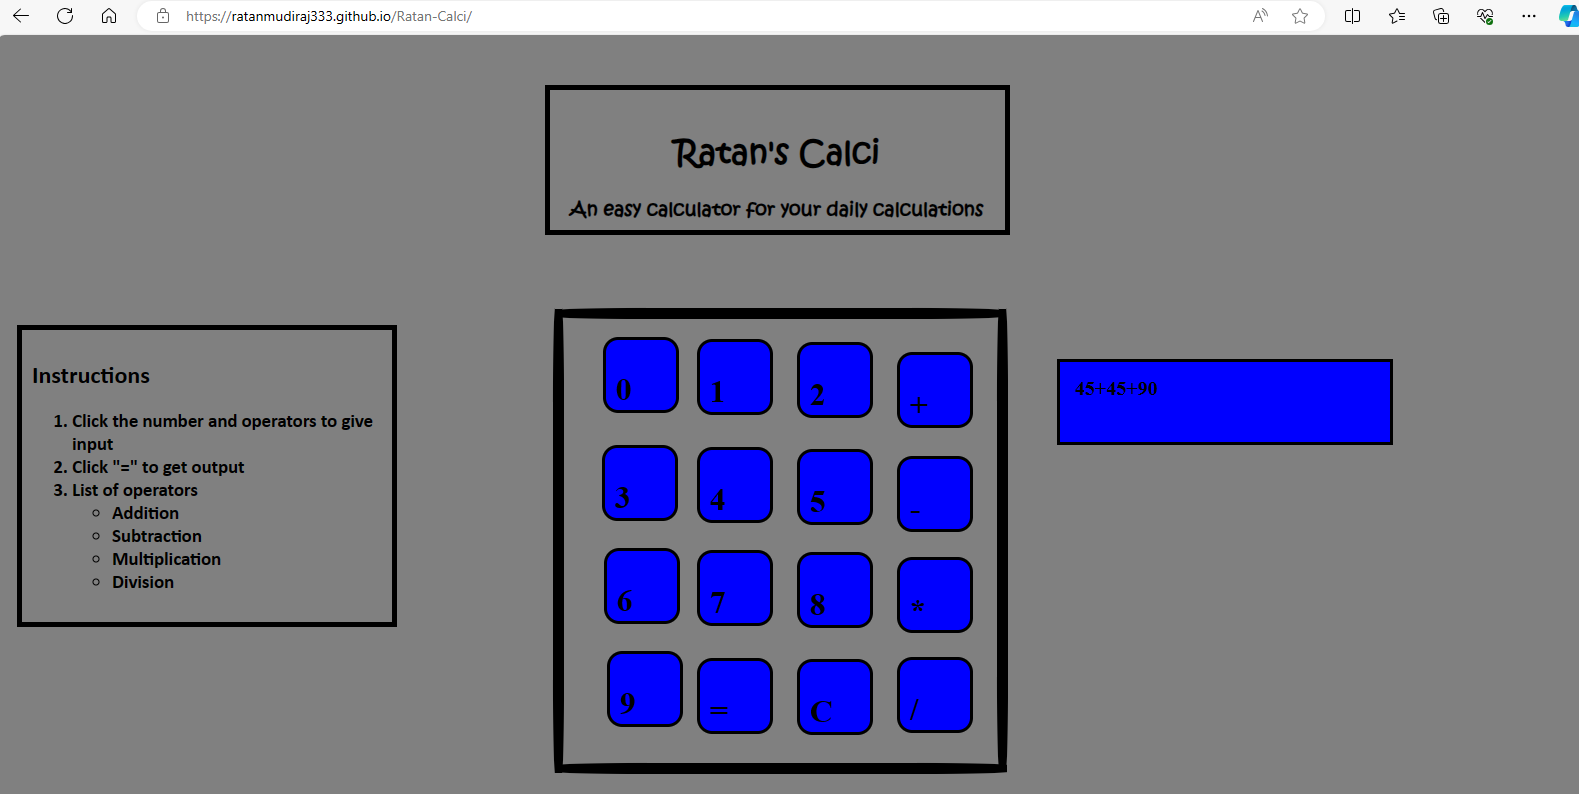 https://ratanmudiraj333.github.io/Ratan-Calci/
Ratan's Calci
An easy calculator for your daily calculations
Instructions
1. Click the number and operators to give
input
2. Click "=" to get output
3. List of operators
Addition
Subtraction
Multiplication
Division
0 1 2 +
3 4 5 -
6 7 8 *
9 = C /
45+45+90